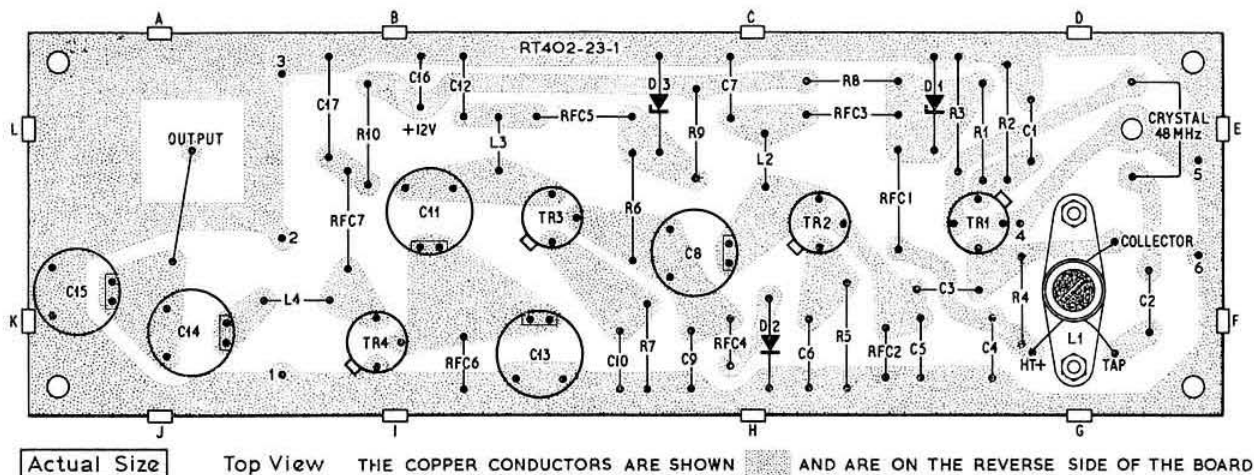 A B C D
RT402-23-1
3
C17
R10
C16
+12V
C12
L3
RFC5
D3
R9
C7
L2
R8
RFC3
D1
R3
R1
R2
C1
CRYSTAL
48MHz
L
E
OUTPUT
5
RFC7
C11
TR3
R6
C8
TR2
RFC1
TR1
4
COLLECTOR
6
2
C15
L4
C14
K
TR4
RFC6
C13
C10
R7
C9
RFC4
D2
C6
R5
RFC2
C5
C3
C4
R4
HT+
L1
TAP
C2
F
1
J I H G
Actual Size Top View THE COPPER CONDUCTORS ARE SHOWN AND ARE ON THE REVERSE SIDE OF THE BOARD